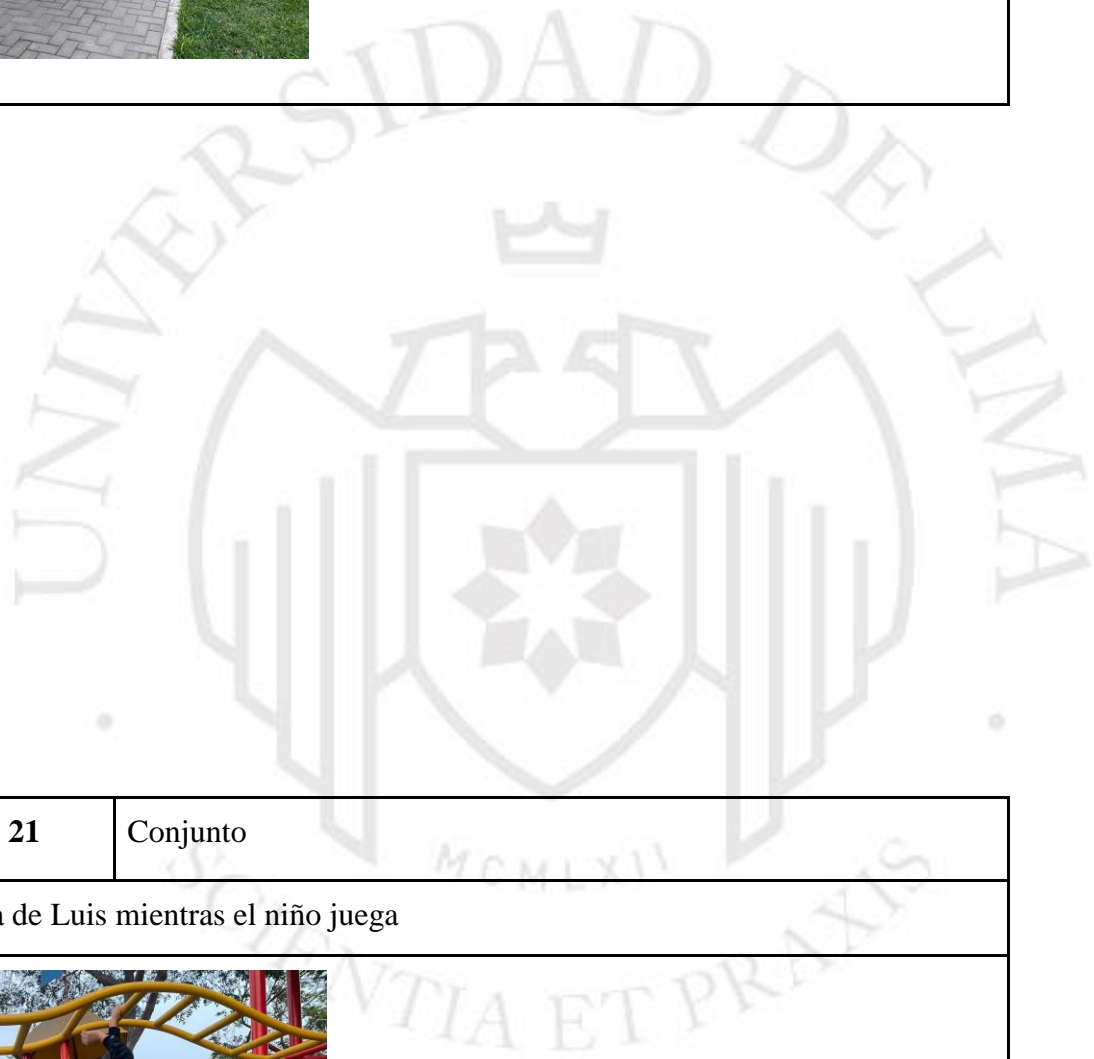 UNIVERSIDAD DE LIMA
21 Conjunto
MCMLXII
de Luis mientras el niño juega
SCIENTIA ET PRAXIS